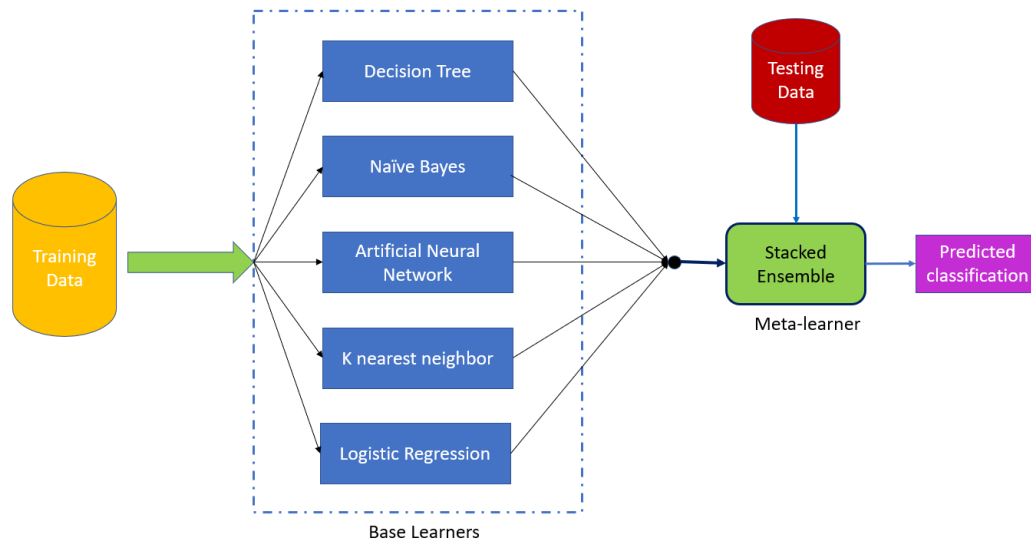 Training
Data
Decision Tree
Naïve Bayes
Artificial Neural
Network
K nearest neighbor
Logistic Regression
Base Learners
Testing
Data
Stacked
Ensemble
Meta-learner
Predicted
classification